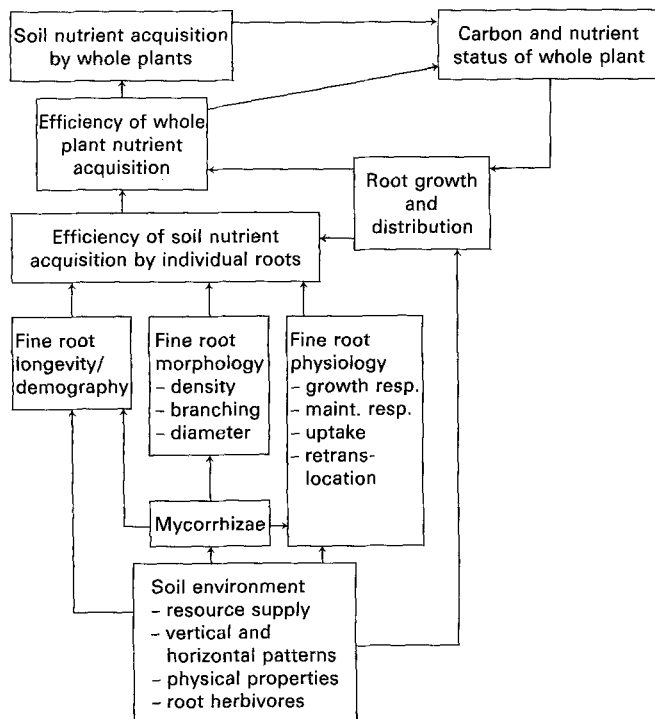 Soil nutrient acquisition
by whole plants
Carbon and nutrient
status of whole plant
Efficiency of whole
plant nutrient
acquisition
Root growth
and
distribution
Efficiency of soil nutrient
acquisition by individual roots
Fine root
longevity/
demography
Fine root
morphology
– density
– branching
– diameter
Fine root
physiology
– growth resp.
– maint. resp.
– uptake
– retrans-
location
Mycorrhizae
Soil environment
– resource supply
– vertical and
horizontal patterns
– physical properties
– root herbivores